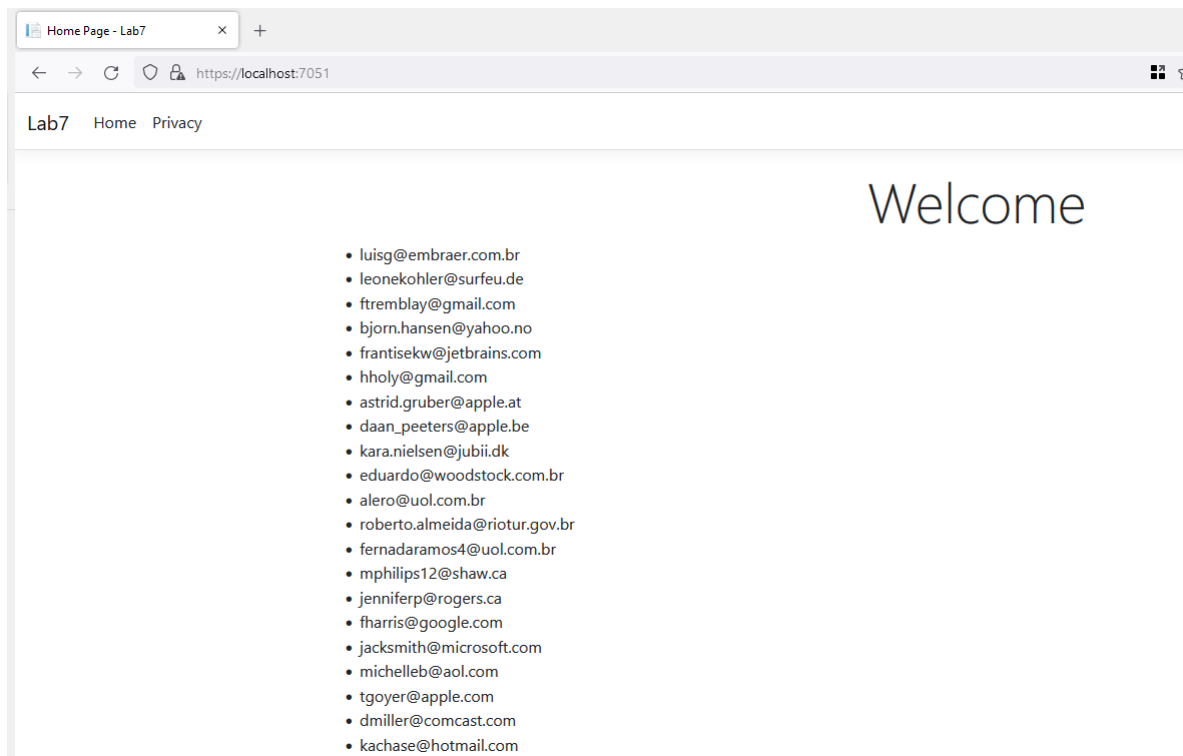 Home Page - Lab7
https://localhost:7051
Lab7 Home Privacy
Welcome
luisg@embraer.com.br
leonekohler@surfeu.de
ftremblay@gmail.com
bjorn.hansen@yahoo.no
frantisekw@jetbrains.com
hholy@gmail.com
astrid.gruber@apple.at
daan_peeters@apple.be
kara.nielsen@jubii.dk
eduardo@woodstock.com.br
alero@uol.com.br
roberto.almeida@riotur.gov.br
fernadaramos4@uol.com.br
mphilips12@shaw.ca
jenniferp@rogers.ca
fharris@google.com
jacksmith@microsoft.com
michelleb@aol.com
tgoyer@apple.com
dmiller@comcast.com
kachase@hotmail.com